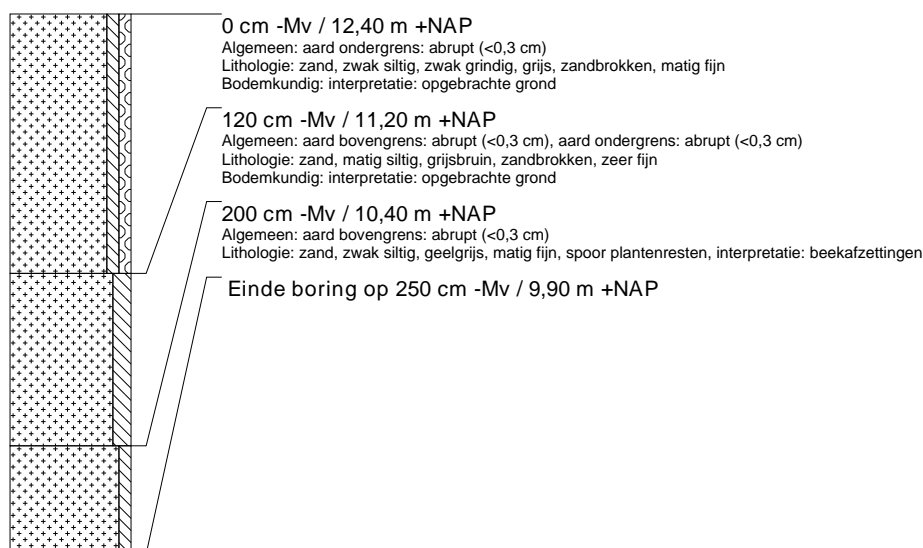 0 cm -Mv / 12,40 m +NAP
Algemeen: aard ondergrens: abrupt (<0,3 cm)
Lithologie: zand, zwak siltig, zwak grindig, grijs, zandbrokken, matig fijn
Bodemkundig: interpretatie: opgebrachte grond
120 cm -Mv / 11,20 m +NAP
Algemeen: aard bovengrens: abrupt (<0,3 cm), aard ondergrens: abrupt (<0,3 cm)
Lithologie: zand, matig siltig, grijsbruin, zandbrokken, zeer fijn
Bodemkundig: interpretatie: opgebrachte grond
200 cm -Mv / 10,40 m +NAP
Algemeen: aard bovengrens: abrupt (<0,3 cm)
Lithologie: zand, zwak siltig, geelgrijs, matig fijn, spoor plantenresten, interpretatie: beekafzettingen
Einde boring op 250 cm -Mv / 9,90 m +NAP